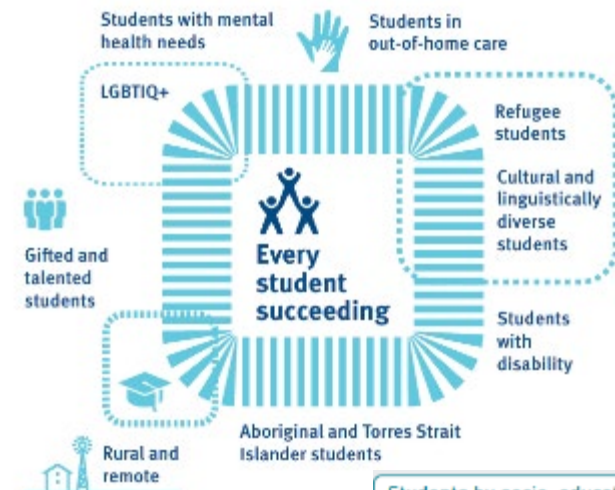 Students with mental
health needs
Students in
out-of-home care
LGBTIQ+
Refugee
students
Cultural and
linguistically
diverse
students
Gifted and
talented
students
Every
student
succeeding
Students
with
disability
Aboriginal and Torres Strait
Islander students
Rural and
remote